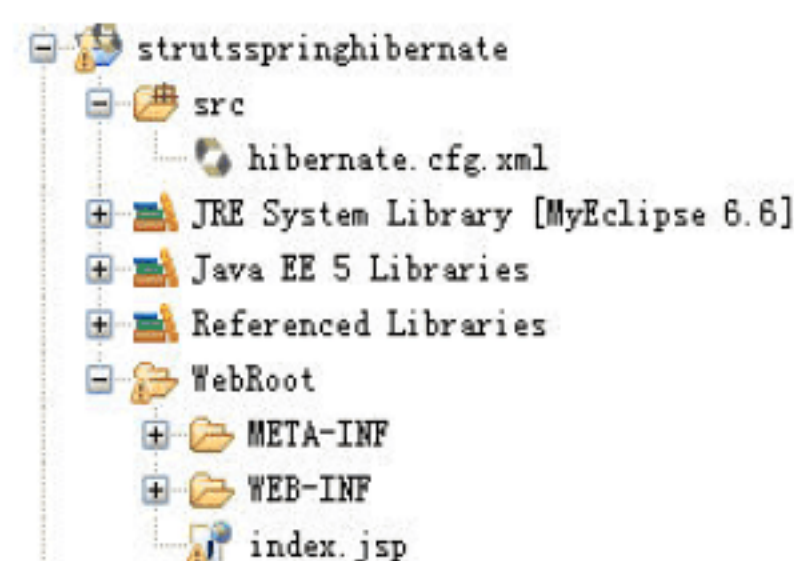 strutsspringhibernate
src
hibernate.cfg.xml
JRE System Library [MyEclipse 6.6]
Java EE 5 Libraries
Referenced Libraries
WebRoot
META-INF
WEB-INF
index.jsp